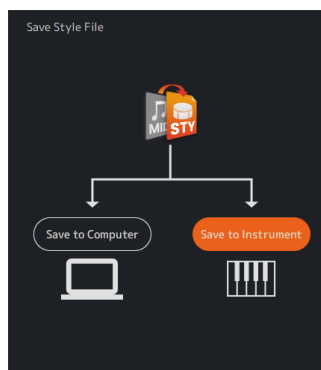 Save Style File
MID
STY
Save to Computer
Save to Instrument